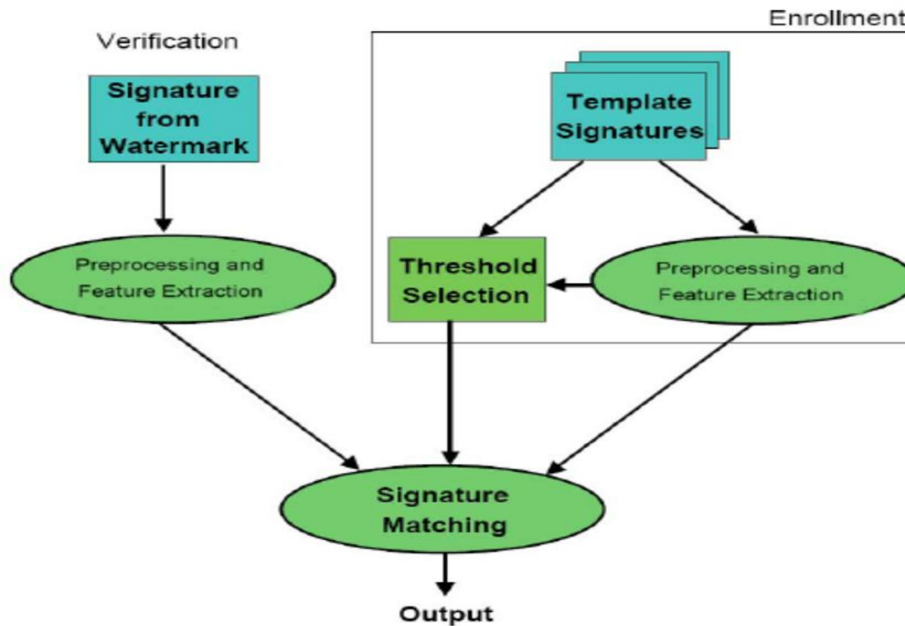 Enrollment
Verification
Signature
from
Watermark
Template
Signatures
Preprocessing and
Feature Extraction
Threshold
Selection
Preprocessing and
Feature Extraction
Signature
Matching
Output